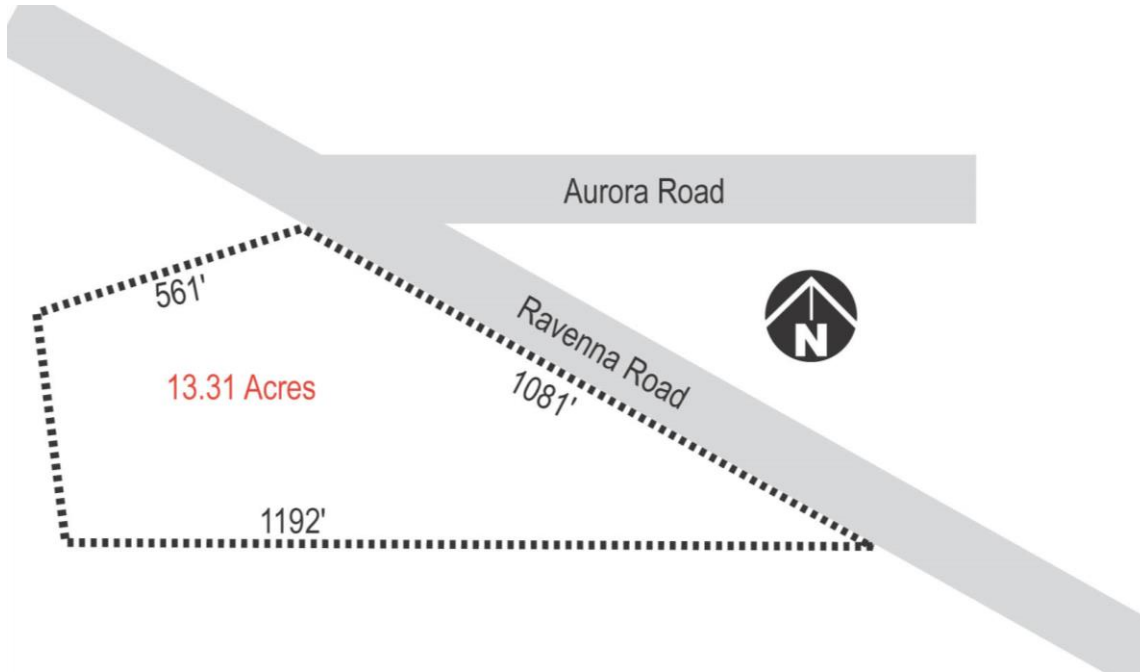 Aurora Road
561'
Ravenna Road
N
13.31 Acres
1081'
1192'